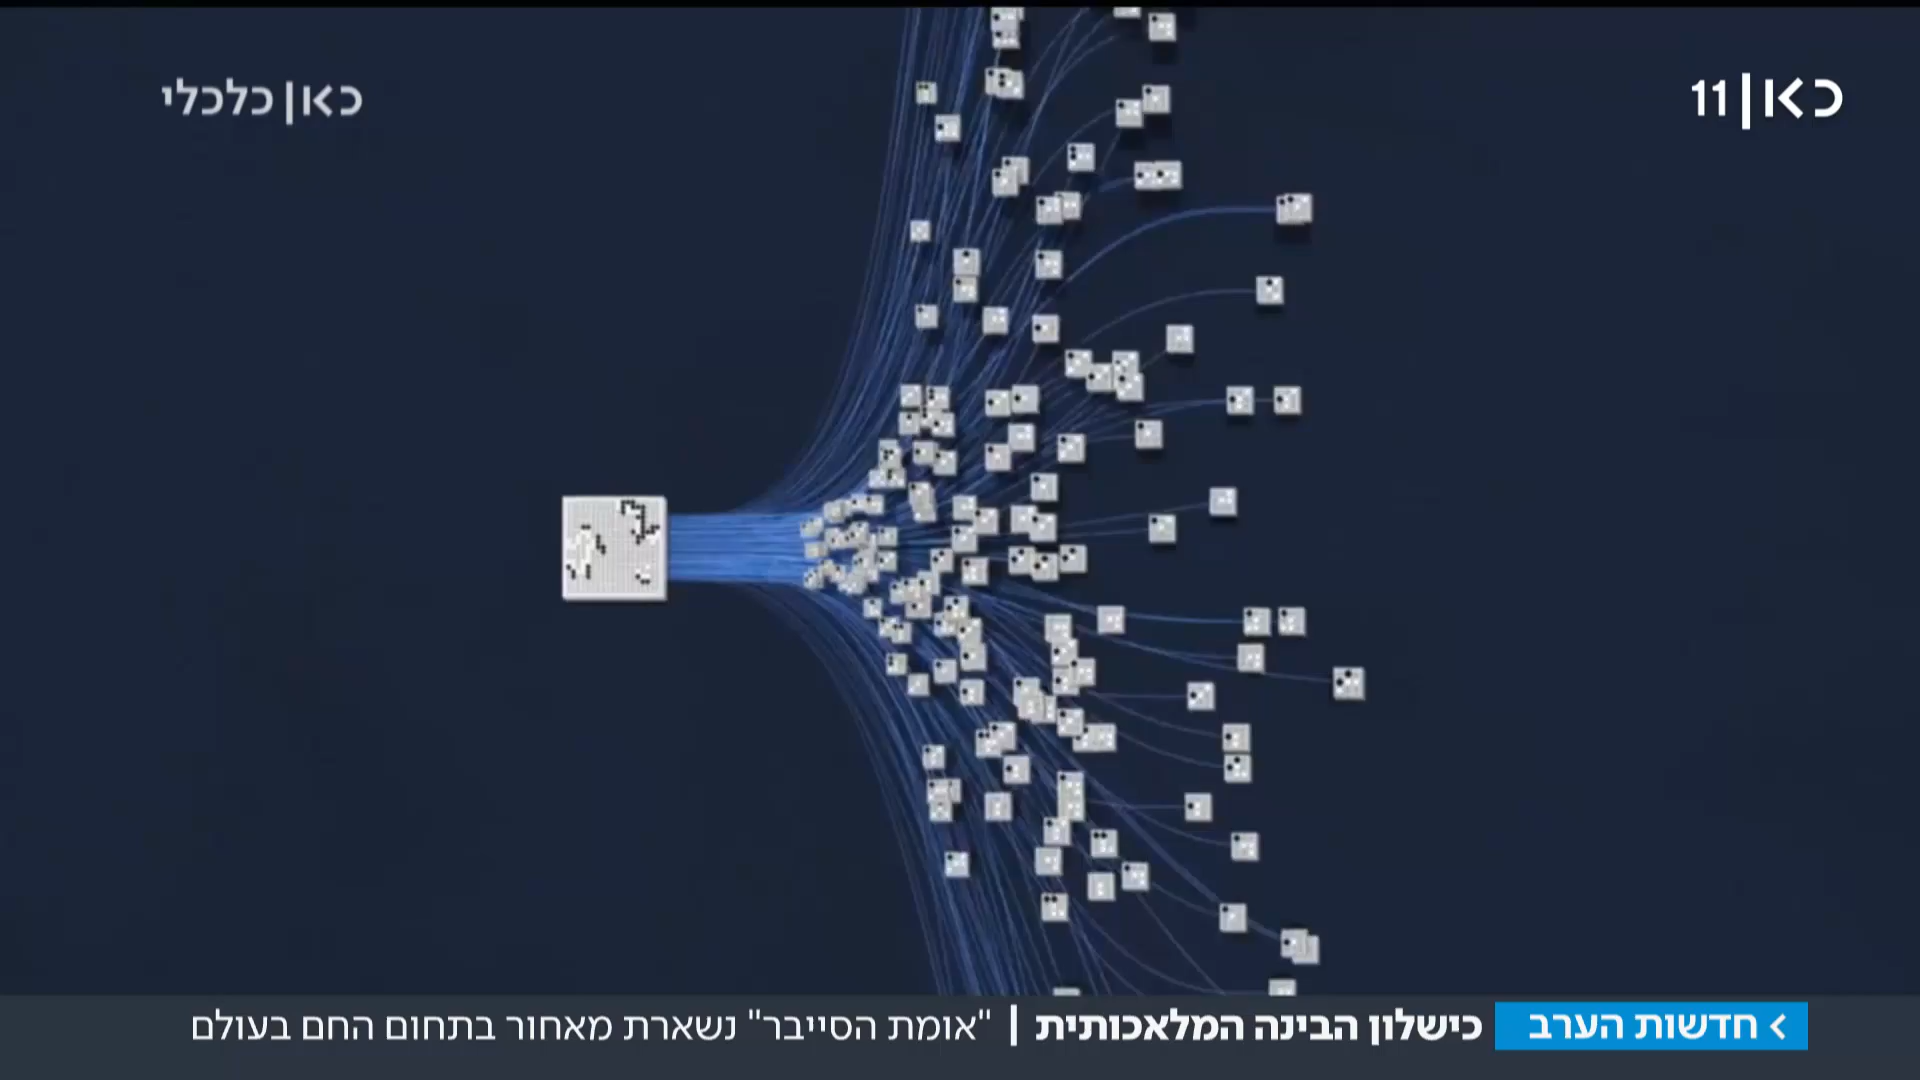 כאן | 11
כאן | כלכלי
חדשות הערב
כישלון הבינה המלאכותית | "אומת הסייבר" נשארת מאחור בתחום החם בעולם